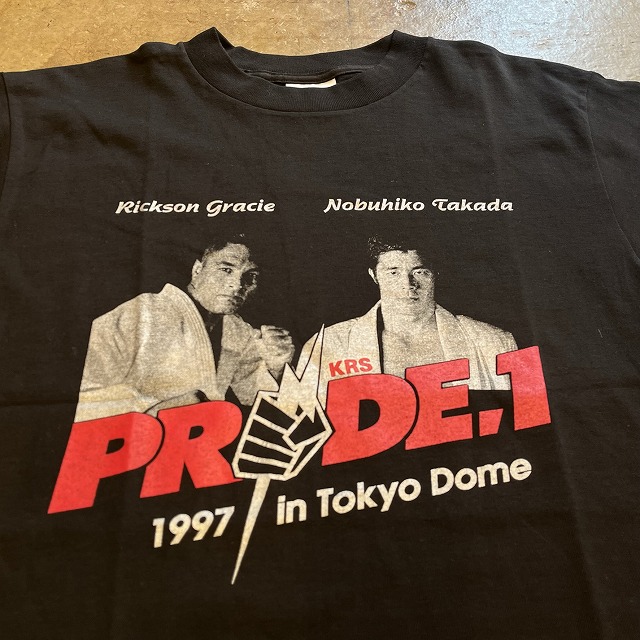 Rickson Gracie Nobuhiko Takada
KRS
PRIDE.1
1997 in Tokyo Dome